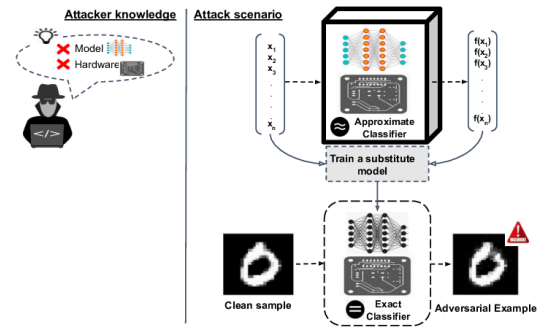 Attacker knowledge
Model
Hardware
</>
Attack scenario
x1
x2
x3
.
.
.
xn
≈ Approximate
Classifier
f(x1)
f(x2)
f(x3)
.
.
.
f(xn)
Train a substitute
model
= Exact
Classifier
Clean sample
Adversarial Example